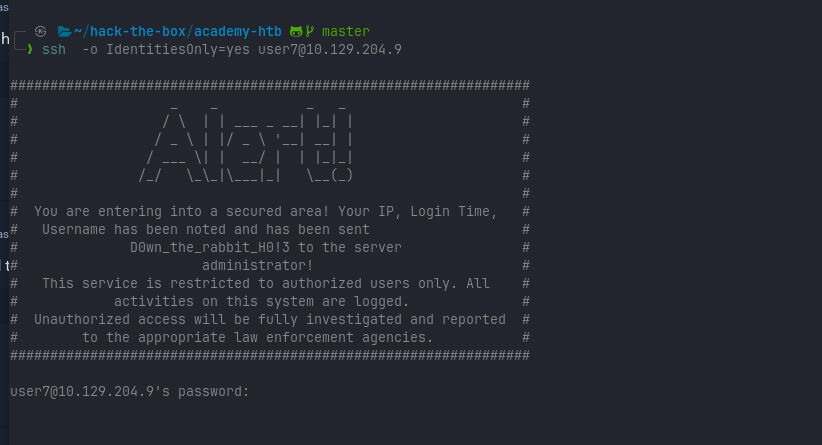 as
~/hack-the-box/academy-htb master
h
❯ ssh  -o IdentitiesOnly=yes user7@10.129.204.9
#################################################################
#                   _    _           _   _                      #
#                  / \  | | ___ _ __| |_| |                     #
#                 / _ \ | |/ _ \ '__| __| |                     #
#                / ___ \| |  __/ |  | |_|_|                     #
#               /_/   \_\_|\___|_|   \__(_)                     #
#                                                               #
#  You are entering into a secured area! Your IP, Login Time,   #
#   Username has been noted and has been sent                   #
as
#              D0wn_the_rabbit_H0!3 to the server               #
t
#                       administrator!                          #
#   This service is restricted to authorized users only. All    #
#            activities on this system are logged.              #
#  Unauthorized access will be fully investigated and reported  #
#        to the appropriate law enforcement agencies.           #
#################################################################
user7@10.129.204.9's password: